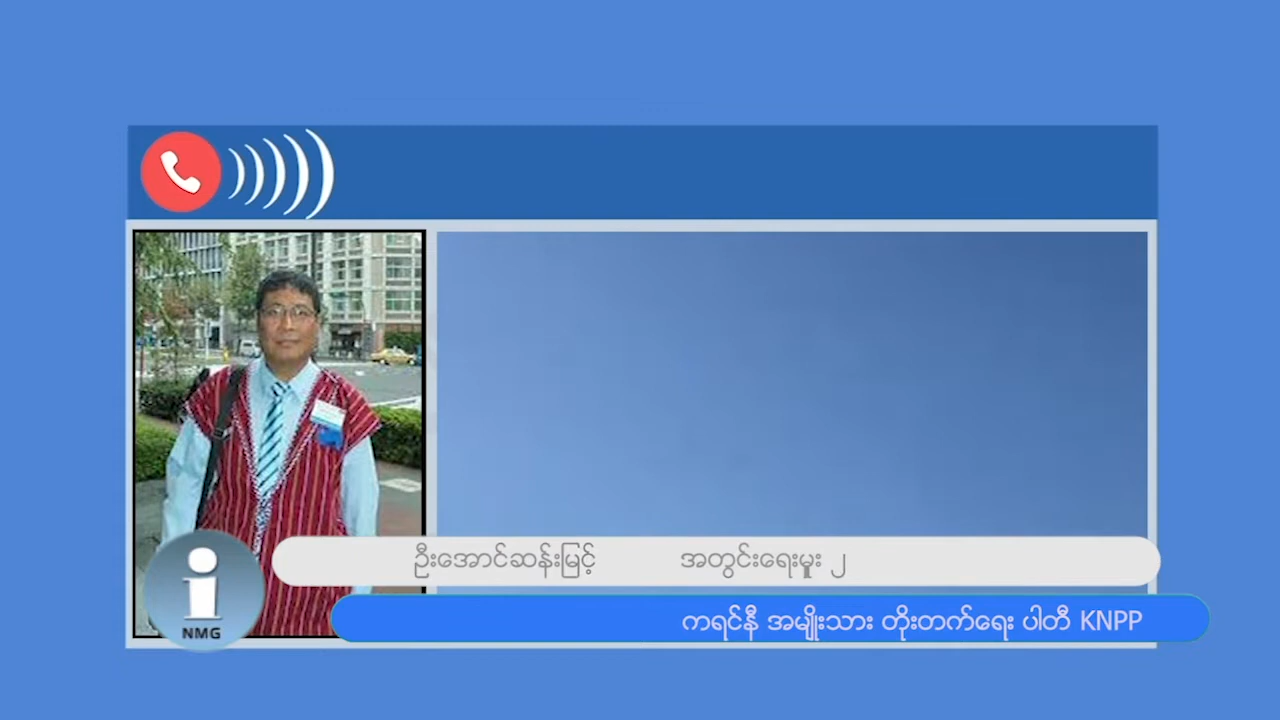 ဦးအောင်ဆန်းမြင့် အတွင်းရေးမှူး ၂
ကရင်နီ အမျိုးသား တိုးတက်ရေး ပါတီ KNPP
i
NMG